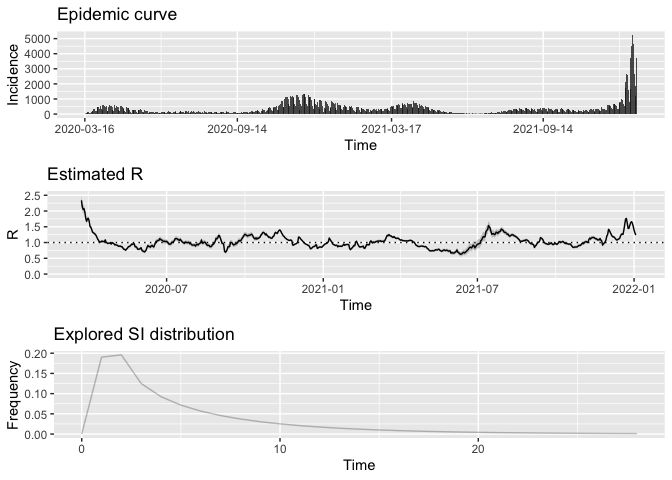 Epidemic curve
5000
4000
3000
2000
1000
0
Incidence
2020-03-16 2020-09-14 2021-03-17 2021-09-14
Time
Estimated R
2.5
2.0
1.5
1.0
0.5
0.0
R
2020-07 2021-01 2021-07 2022-01
Time
Explored SI distribution
0.20
0.15
0.10
0.05
0.00
Frequency
0 10 20
Time